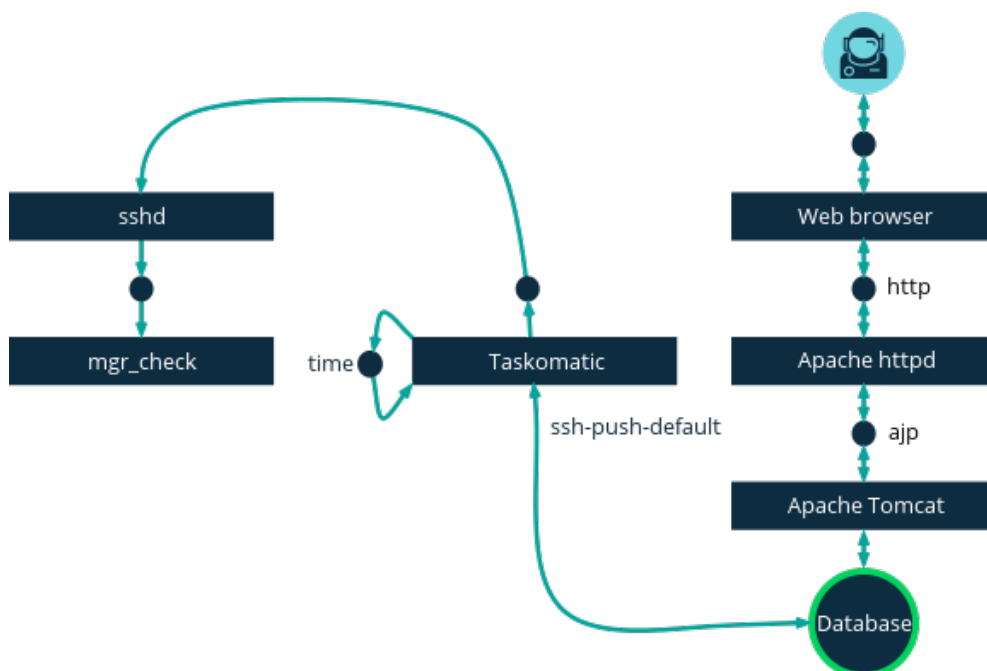 sshd
Web browser
http
mgr_check
time
Taskomatic
Apache httpd
ssh-push-default
ajp
Apache Tomcat
Database